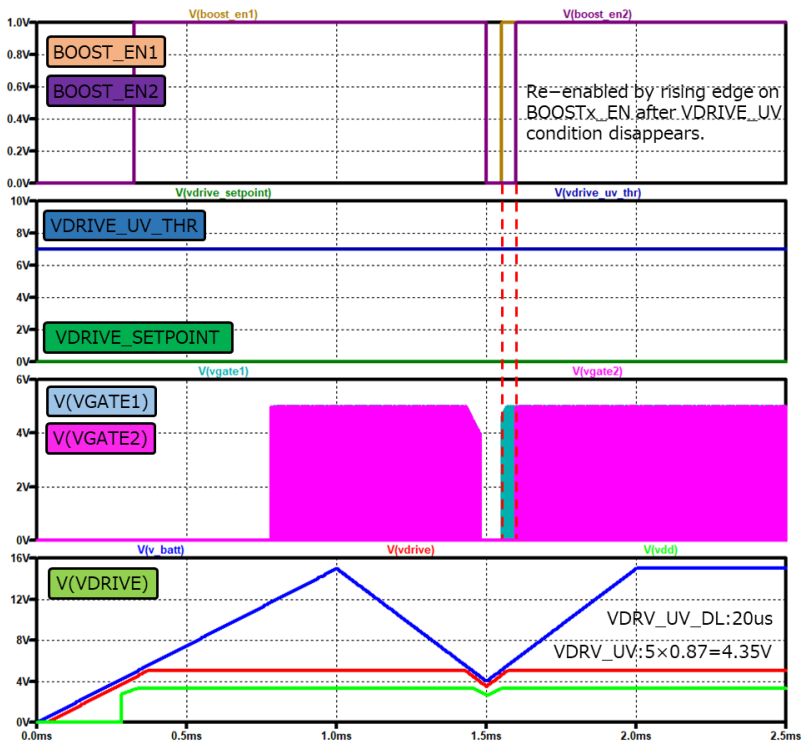 V(boost_en1) V(boost_en2)
1.0V
0.8V
0.6V
0.4V
0.2V
0.0V
BOOST_EN1
BOOST_EN2
Re−enabled by rising edge on
BOOSTx_EN after VDRIVE_UV
condition disappears.
V(vdrive_setpoint) V(vdrive_uv_thr)
10V
8V
6V
4V
2V
0V
VDRIVE_UV_THR
VDRIVE_SETPOINT
V(vgate1) V(vgate2)
6V
4V
2V
0V
V(VGATE1)
V(VGATE2)
V(v_batt) V(vdrive) V(vdd)
16V
12V
8V
4V
0V
V(VDRIVE)
VDRV_UV_DL:20us
VDRV_UV:5×0.87=4.35V
0.0ms 0.5ms 1.0ms 1.5ms 2.0ms 2.5ms